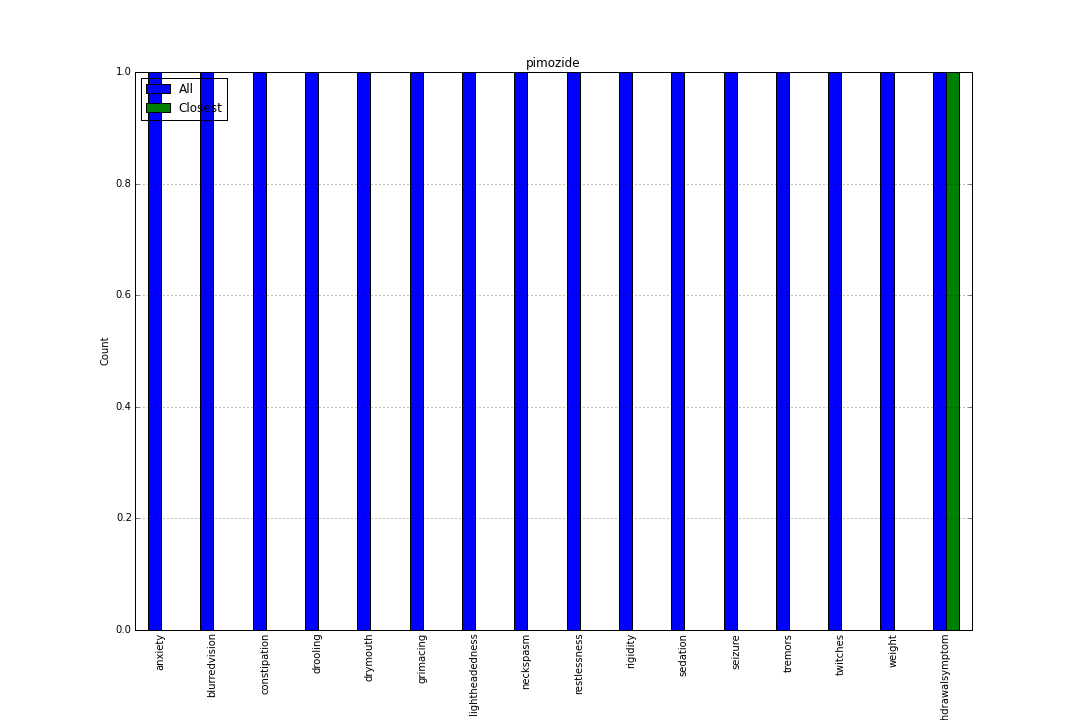 pimozide
All
Closest
1.0
0.8
0.6
0.4
0.2
0.0
Count
anxiety
blurredvision
constipation
drooling
drymouth
grimacing
lightheadedness
neckspasm
restlessness
rigidity
sedation
seizure
tremors
twitches
weight
hdrawalsymptom